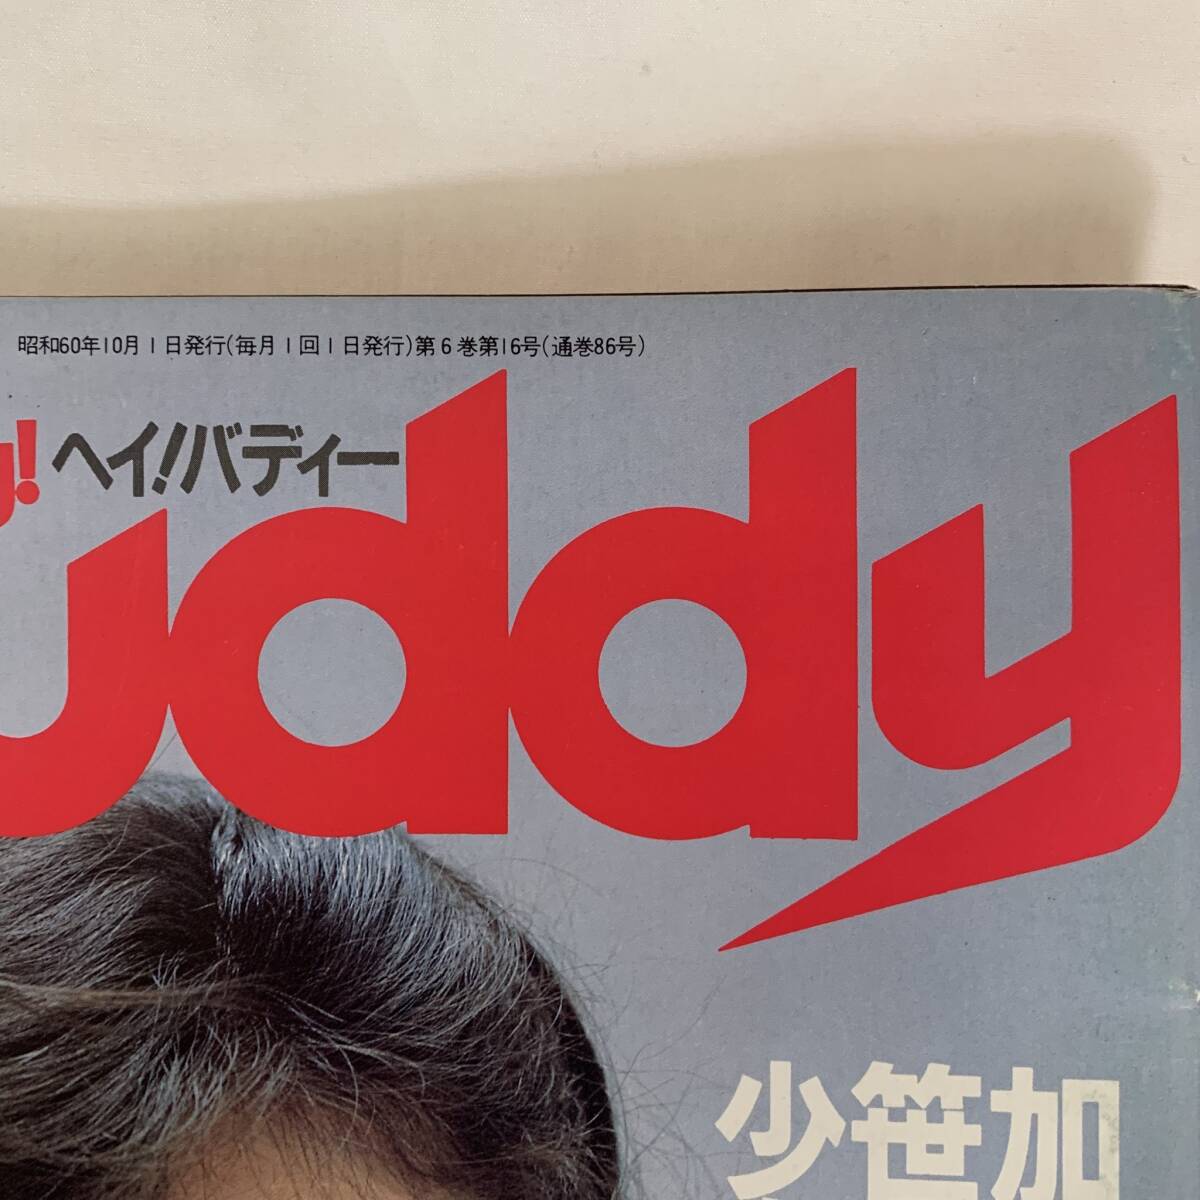 昭和60年10月1日発行(毎月1回1日発行)第6巻第16号(通巻86号)
ヘイ!バディー
uddy
少笹加